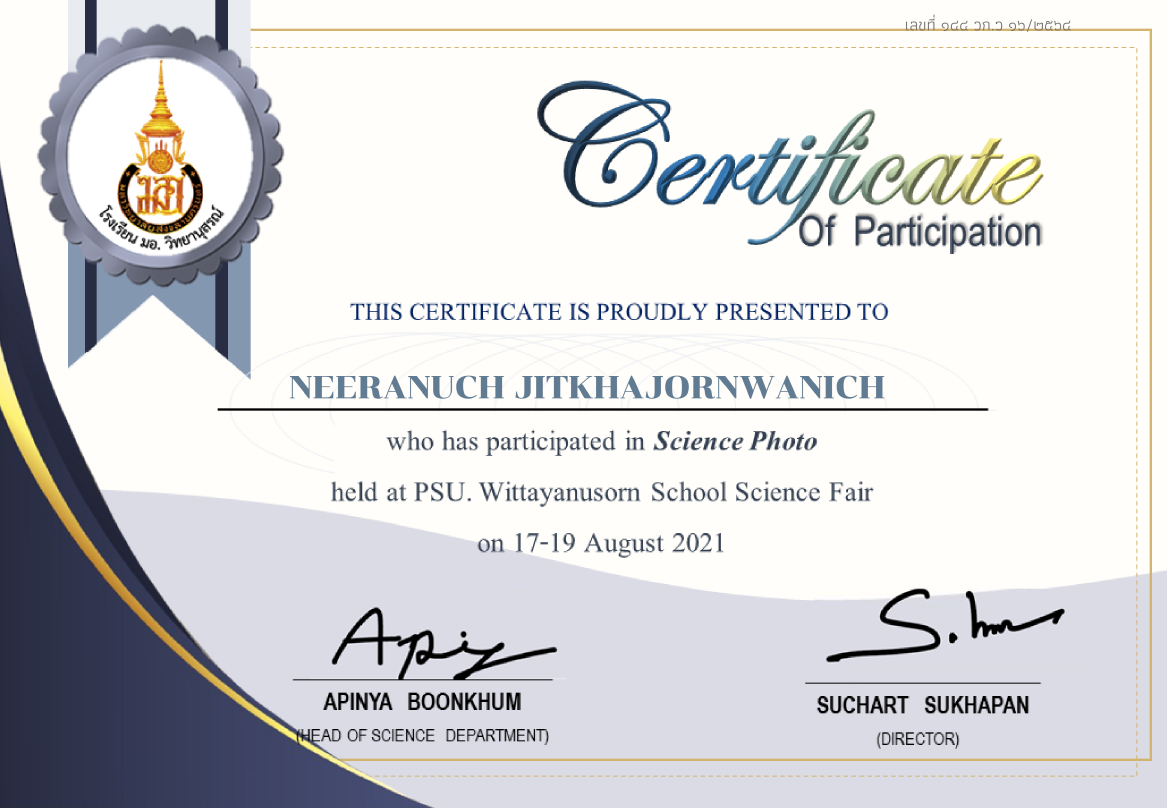 เลขที่ ๑๔๔ วก.ว ๑๖/๒๕๖๔
โรงเรียน มอ. วิทยานุสรณ์
Certificate
Of Participation
THIS CERTIFICATE IS PROUDLY PRESENTED TO
NEERANUCH JITKHAJORNWANICH
who has participated in Science Photo
held at PSU. Wittayanusorn School Science Fair
on 17-19 August 2021
APINYA BOONKHUM
(HEAD OF SCIENCE DEPARTMENT)
SUCHART SUKHAPAN
(DIRECTOR)